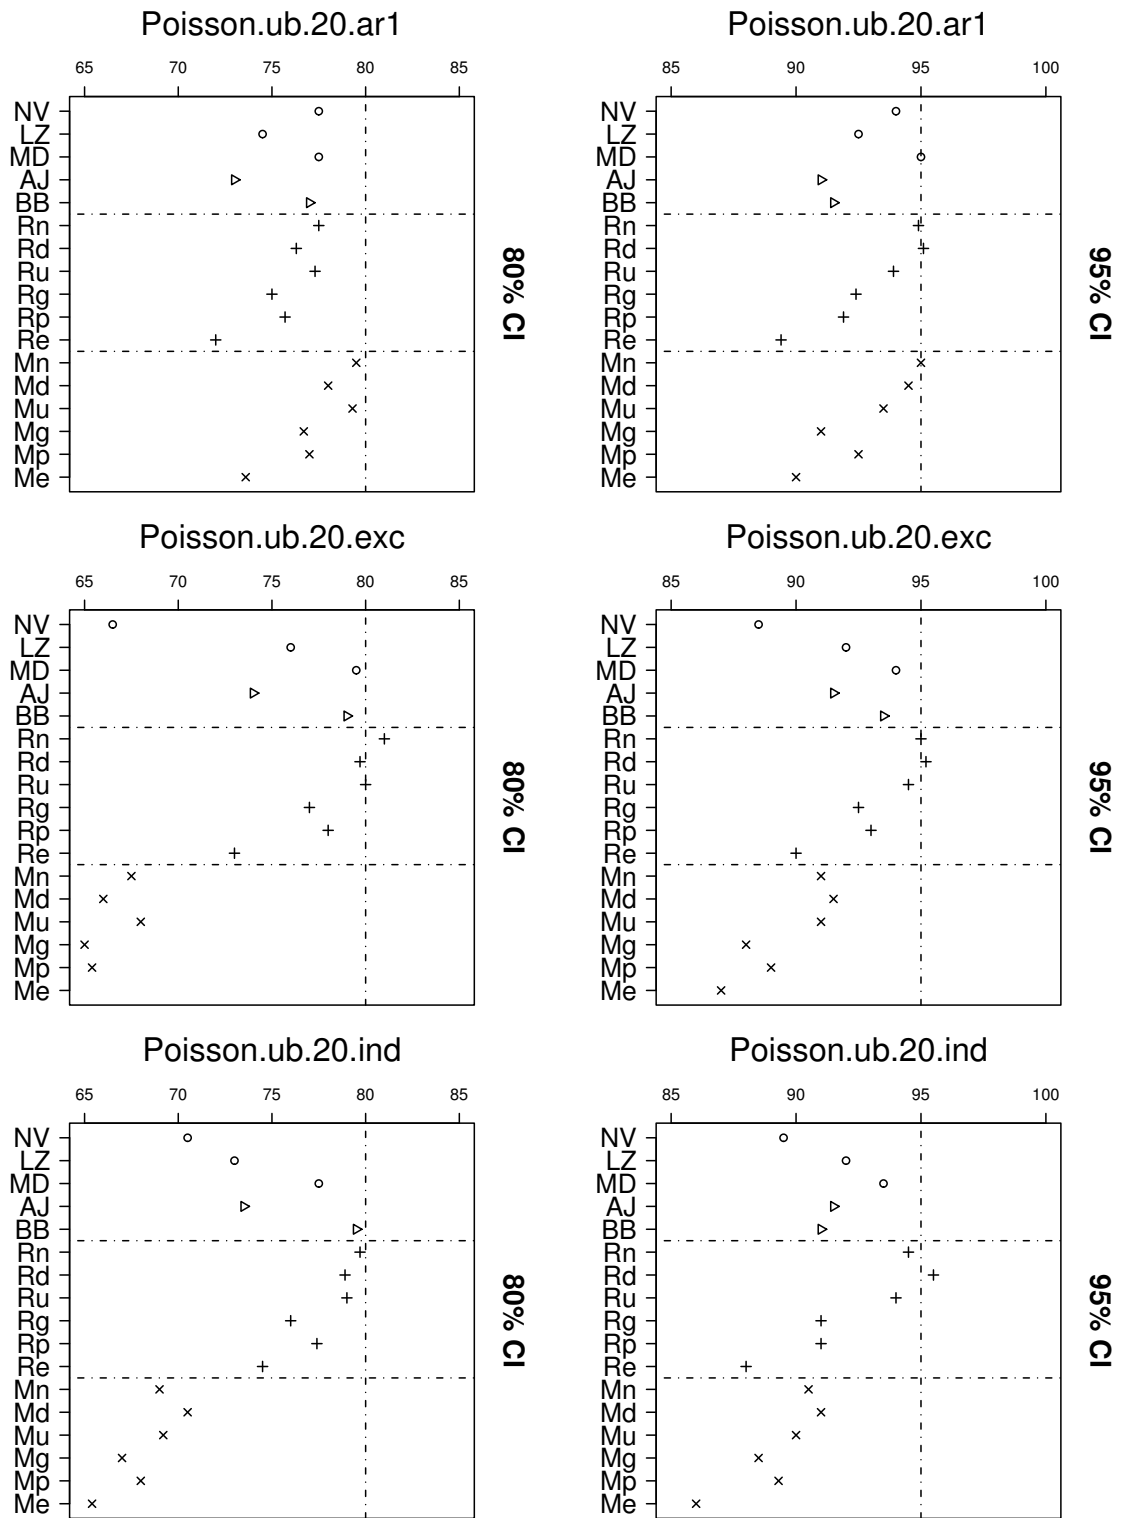 Poisson.ub.20.ar1
65 70 75 80 85
NV
LZ
MD
AJ
BB
Rn
Rd
Ru
Rg
Rp
Re
Mn
Md
Mu
Mg
Mp
Me
80% CI
Poisson.ub.20.ar1
85 90 95 100
NV
LZ
MD
AJ
BB
Rn
Rd
Ru
Rg
Rp
Re
Mn
Md
Mu
Mg
Mp
Me
95% CI
Poisson.ub.20.exc
65 70 75 80 85
NV
LZ
MD
AJ
BB
Rn
Rd
Ru
Rg
Rp
Re
Mn
Md
Mu
Mg
Mp
Me
80% CI
Poisson.ub.20.exc
85 90 95 100
NV
LZ
MD
AJ
BB
Rn
Rd
Ru
Rg
Rp
Re
Mn
Md
Mu
Mg
Mp
Me
95% CI
Poisson.ub.20.ind
65 70 75 80 85
NV
LZ
MD
AJ
BB
Rn
Rd
Ru
Rg
Rp
Re
Mn
Md
Mu
Mg
Mp
Me
80% CI
Poisson.ub.20.ind
85 90 95 100
NV
LZ
MD
AJ
BB
Rn
Rd
Ru
Rg
Rp
Re
Mn
Md
Mu
Mg
Mp
Me
95% CI